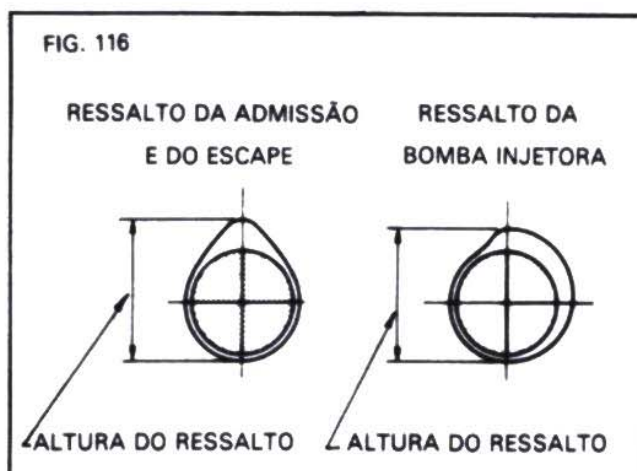 FIG. 116
RESSALTO DA ADMISSÃO
E DO ESCAPE
RESSALTO DA
BOMBA INJETORA
ALTURA DO RESSALTO
ALTURA DO RESSALTO